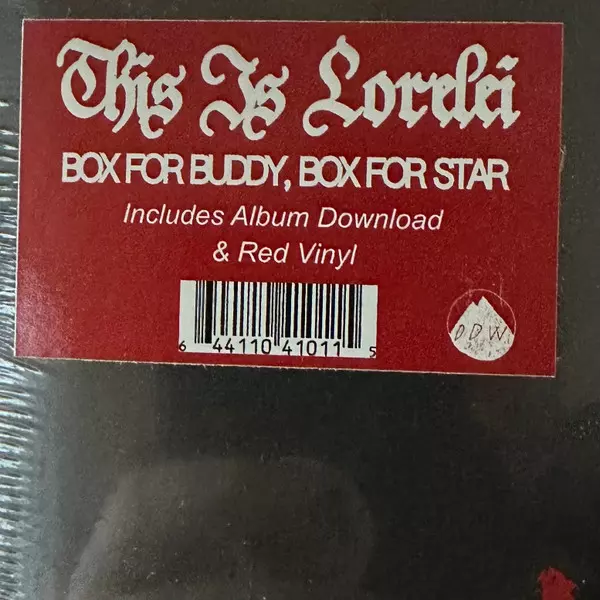 This Is Lorelei
BOX FOR BUDDY, BOX FOR STAR
Includes Album Download
& Red Vinyl
6 44110 41011 5
DDW